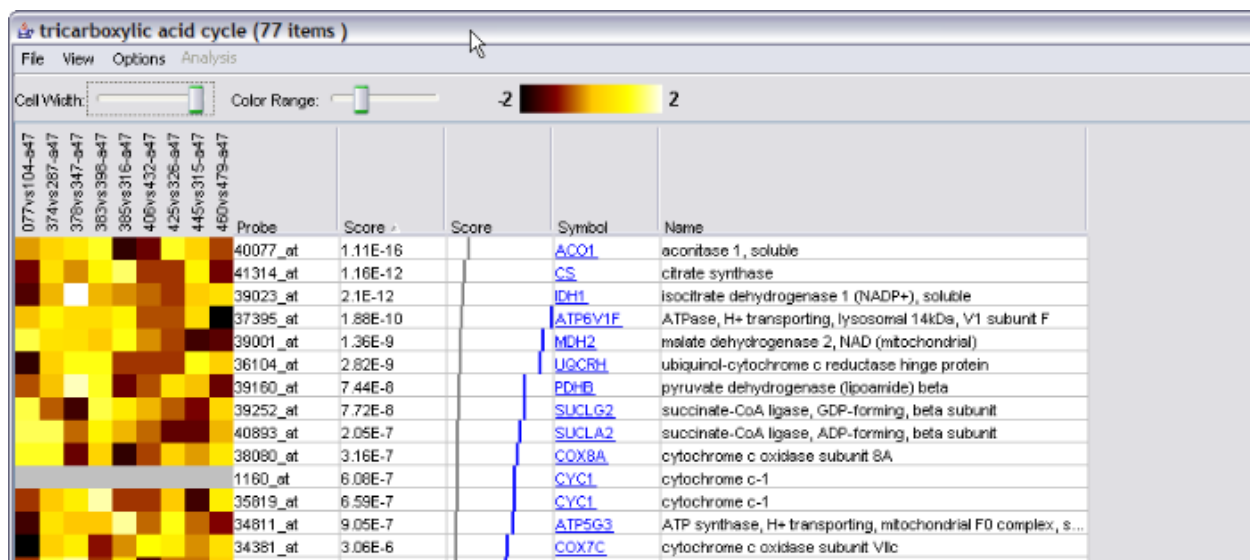 tricarboxylic acid cycle (77 items )
File View Options Analysis
Cell Width: Color Range: -2 2
077vs104-a47
374vs287-a47
378vs347-a47
383vs398-a47
385vs316-a47
406vs432-a47
425vs326-a47
445vs315-a47
460vs479-a47
Probe Score Score Symbol Name
40077_at 1.11E-16 ACO1 aconitase 1, soluble
41314_at 1.16E-12 CS citrate synthase
39023_at 2.1E-12 IDH1 isocitrate dehydrogenase 1 (NADP+), soluble
37395_at 1.88E-10 ATP6V1F ATPase, H+ transporting, lysosomal 14kDa, V1 subunit F
39001_at 1.36E-9 MDH2 malate dehydrogenase 2, NAD (mitochondrial)
36104_at 2.82E-9 UQCRH ubiquinol-cytochrome c reductase hinge protein
39160_at 7.44E-8 PDHB pyruvate dehydrogenase (lipoamide) beta
39252_at 7.72E-8 SUCLG2 succinate-CoA ligase, GDP-forming, beta subunit
40893_at 2.05E-7 SUCLA2 succinate-CoA ligase, ADP-forming, beta subunit
38080_at 3.16E-7 COX8A cytochrome c oxidase subunit 8A
1160_at 6.08E-7 CYC1 cytochrome c-1
35819_at 6.59E-7 CYC1 cytochrome c-1
34811_at 9.05E-7 ATP5G3 ATP synthase, H+ transporting, mitochondrial F0 complex, s...
34381_at 3.06E-6 COX7C cytochrome c oxidase subunit VIIc